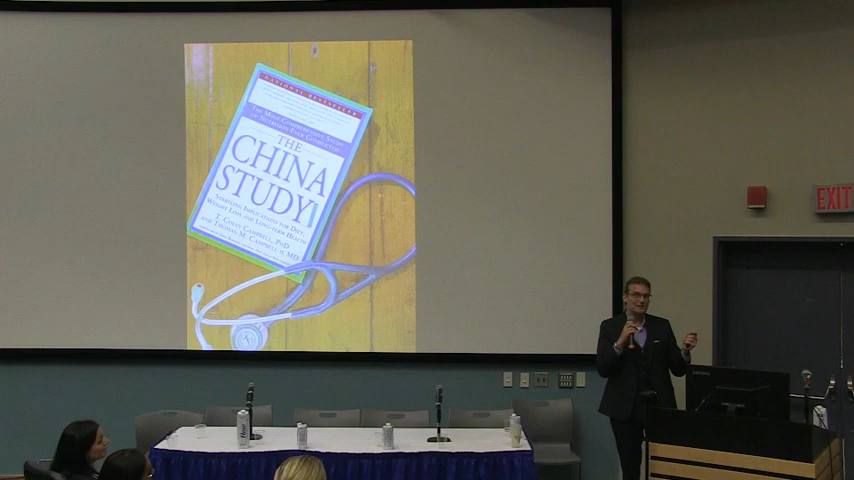 NATIONAL BESTSELLER
THE MOST COMPREHENSIVE STUDY
OF NUTRITION EVER CONDUCTED
THE
CHINA
STUDY
STARTLING IMPLICATIONS FOR DIET,
WEIGHT LOSS AND LONG-TERM HEALTH
T. COLIN CAMPBELL, PHD
AND THOMAS M. CAMPBELL II, MD
EXIT
Lenovo